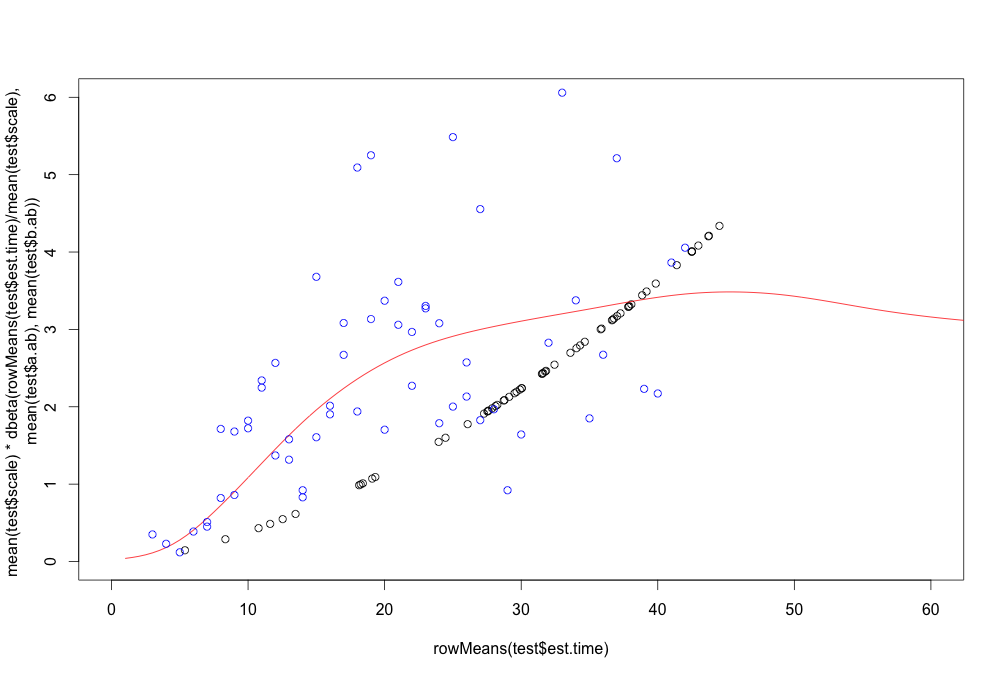 mean(test$scale) * dbeta(rowMeans(test$est.time)/mean(test$scale),
mean(test$a.ab), mean(test$b.ab))
6
5
4
3
2
1
0
0 10 20 30 40 50 60
rowMeans(test$est.time)